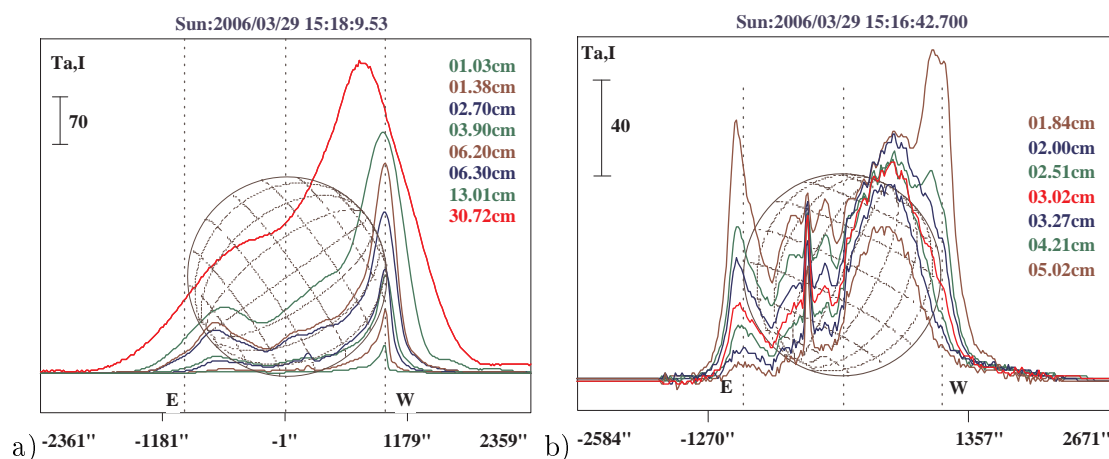 Sun:2006/03/29 15:18:9.53
Ta,I
70
01.03cm
01.38cm
02.70cm
03.90cm
06.20cm
06.30cm
13.01cm
30.72cm
E
W
a) -2361'' -1181'' -1'' 1179'' 2359''
Sun:2006/03/29 15:16:42.700
Ta,I
40
01.84cm
02.00cm
02.51cm
03.02cm
03.27cm
04.21cm
05.02cm
E
W
b) -2584'' -1270'' 1357'' 2671''